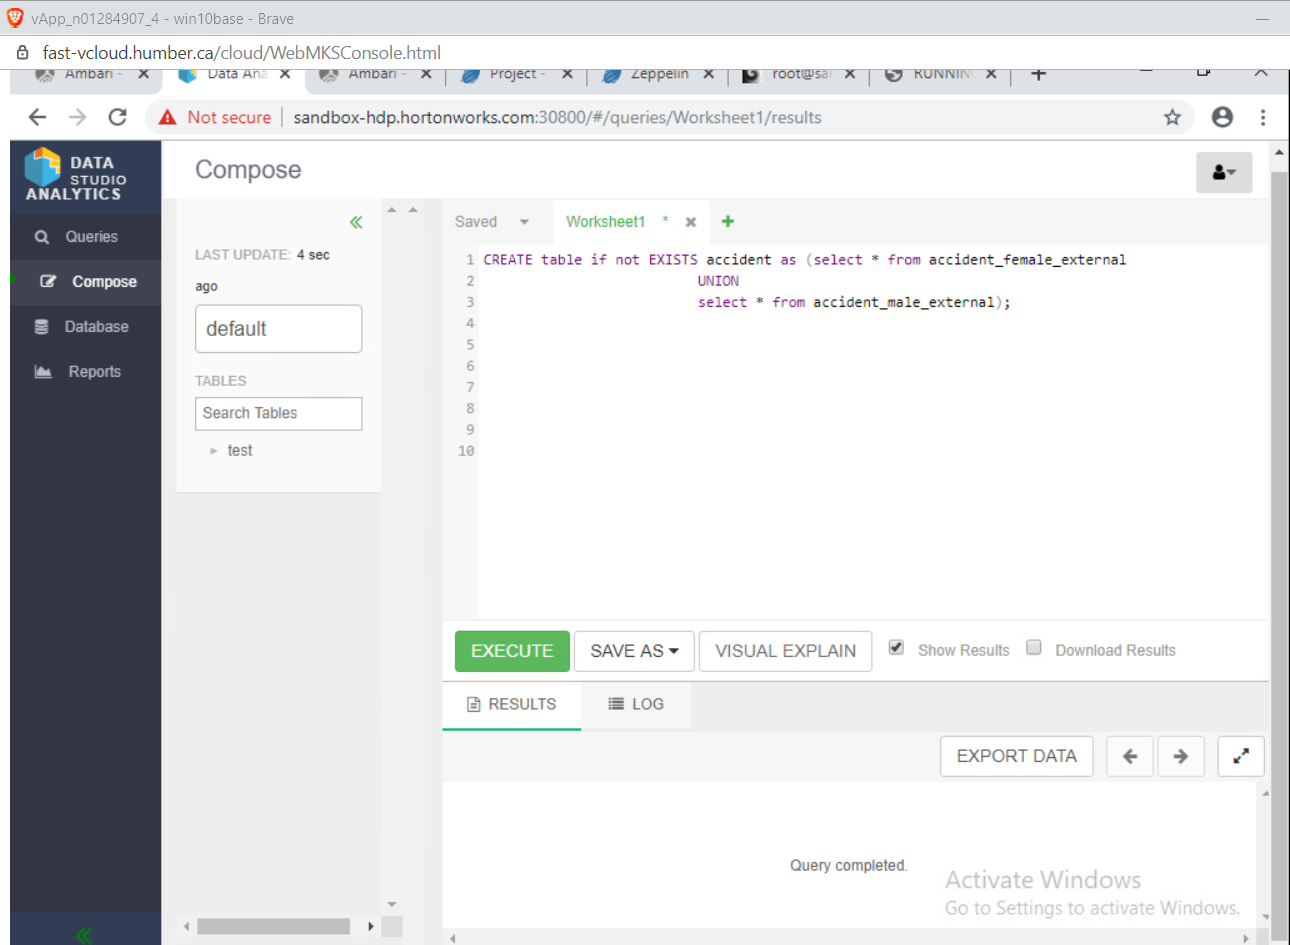 vApp_n01284907_4 - win10base - Brave
fast-vcloud.humber.ca/cloud/WebMKSConsole.html
Ambari - Data Ana Ambari - Project - Zeppelin root@sa RUNNIN
Not secure sandbox-hdp.hortonworks.com:30800/#/queries/Worksheet1/results
DATA
STUDIO
ANALYTICS
Compose
Queries
Compose
Database
Reports
LAST UPDATE: 4 sec
ago
default
TABLES
Search Tables
test
Saved Worksheet1 *
1 CREATE table if not EXISTS accident as (select * from accident_female_external
2 UNION
3 select * from accident_male_external);
4
5
6
7
8
9
10
EXECUTE SAVE AS VISUAL EXPLAIN Show Results Download Results
RESULTS LOG
EXPORT DATA
Query completed.
Activate Windows
Go to Settings to activate Windows.